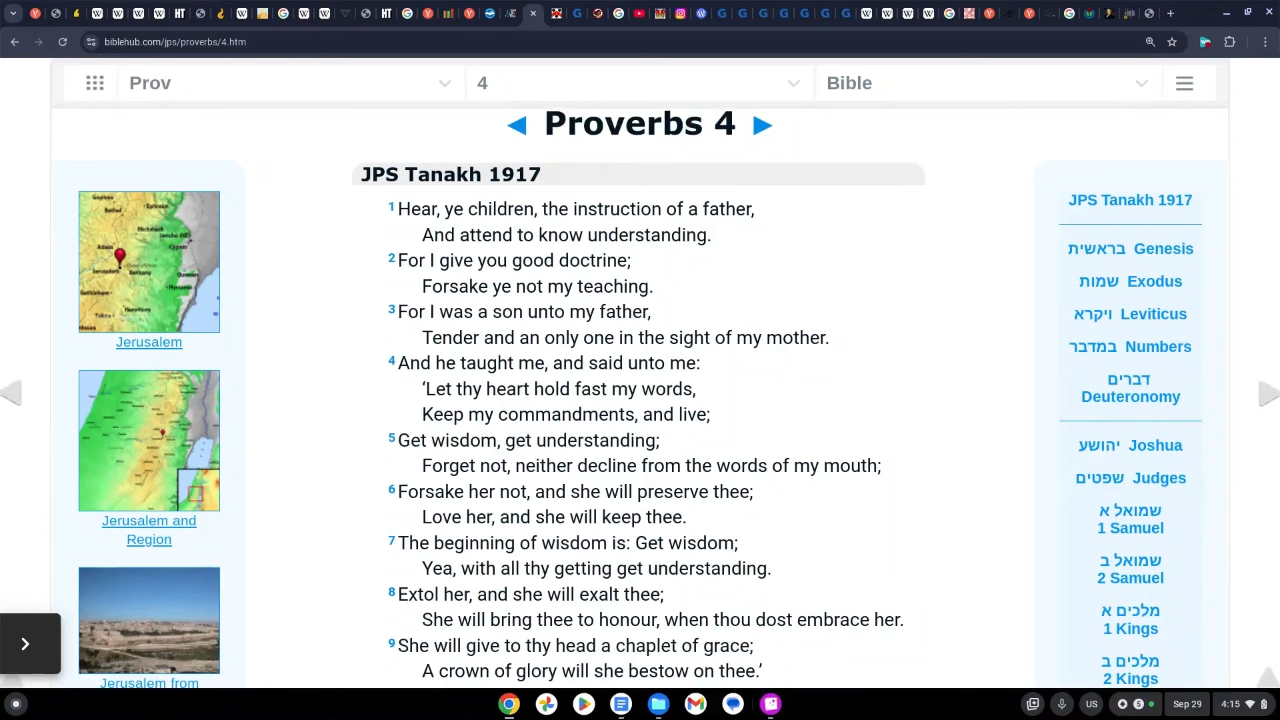 biblehub.com/jps/proverbs/4.htm
Prov
4
Bible
◄ Proverbs 4 ►
JPS Tanakh 1917
1 Hear, ye children, the instruction of a father,
And attend to know understanding.
2 For I give you good doctrine;
Forsake ye not my teaching.
3 For I was a son unto my father,
Tender and an only one in the sight of my mother.
4 And he taught me, and said unto me:
‘Let thy heart hold fast my words,
Keep my commandments, and live;
5 Get wisdom, get understanding;
Forget not, neither decline from the words of my mouth;
6 Forsake her not, and she will preserve thee;
Love her, and she will keep thee.
7 The beginning of wisdom is: Get wisdom;
Yea, with all thy getting get understanding.
8 Extol her, and she will exalt thee;
She will bring thee to honour, when thou dost embrace her.
9 She will give to thy head a chaplet of grace;
A crown of glory will she bestow on thee.’
Jerusalem
Jerusalem and
Region
Jerusalem from
JPS Tanakh 1917
בראשית Genesis
שמות Exodus
ויקרא Leviticus
במדבר Numbers
דברים
Deuteronomy
יהושע Joshua
שפטים Judges
שמואל א
1 Samuel
שמואל ב
2 Samuel
מלכים א
1 Kings
מלכים ב
2 Kings
US
Sep 29
4:15